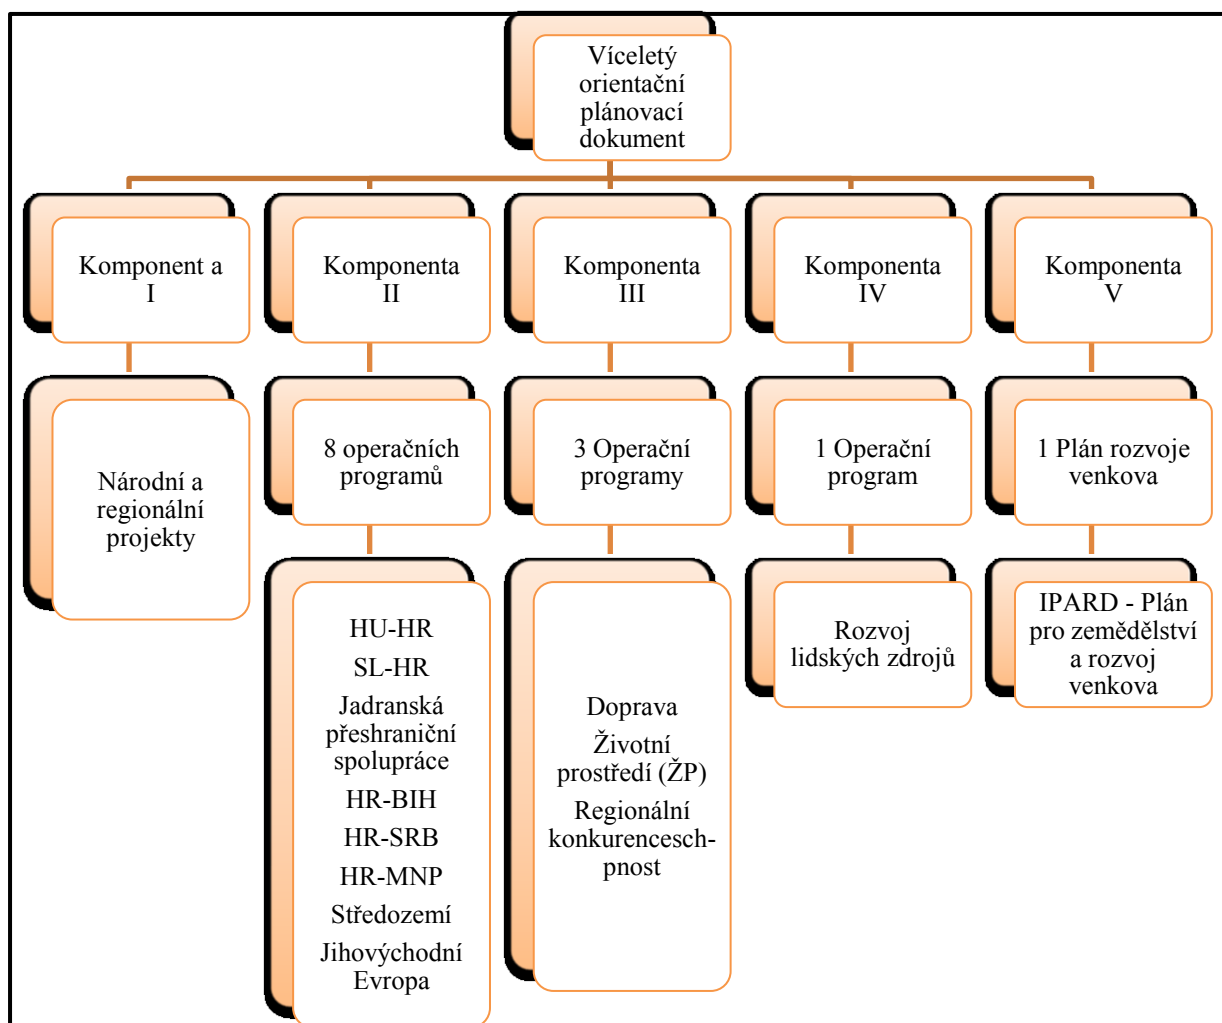 Víceletý
orientační
plánovací
dokument
Komponent a
I
Komponenta
II
Komponenta
III
Komponenta
IV
Komponenta
V
Národní a
regionální
projekty
8 operačních
programů
3 Operační
programy
1 Operační
program
1 Plán rozvoje
venkova
HU-HR
SL-HR
Jadranská
přeshraniční
spolupráce
HR-BIH
HR-SRB
HR-MNP
Středozemí
Jihovýchodní
Evropa
Doprava
Životní
prostředí (ŽP)
Regionální
konkurencesch-
pnost
Rozvoj
lidských zdrojů
IPARD - Plán
pro zemědělství
a rozvoj
venkova